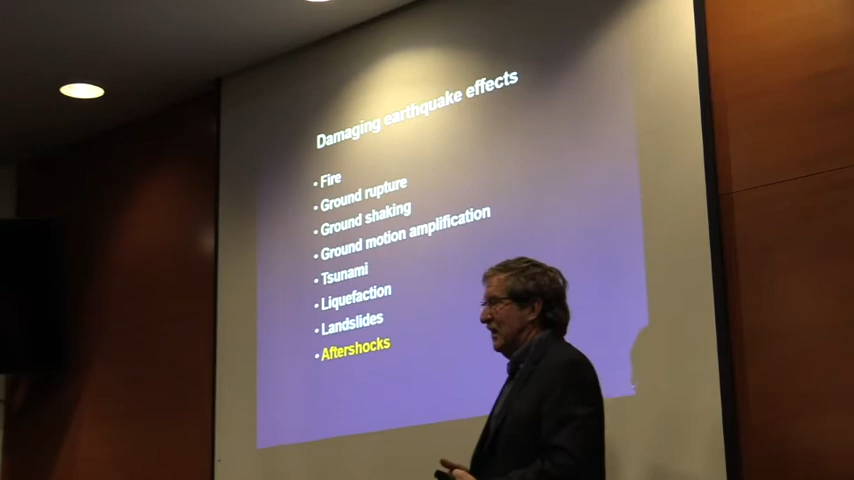 Damaging earthquake effects
• Fire
• Ground rupture
• Ground shaking
• Ground motion amplification
• Tsunami
• Liquefaction
• Landslides
• Aftershocks